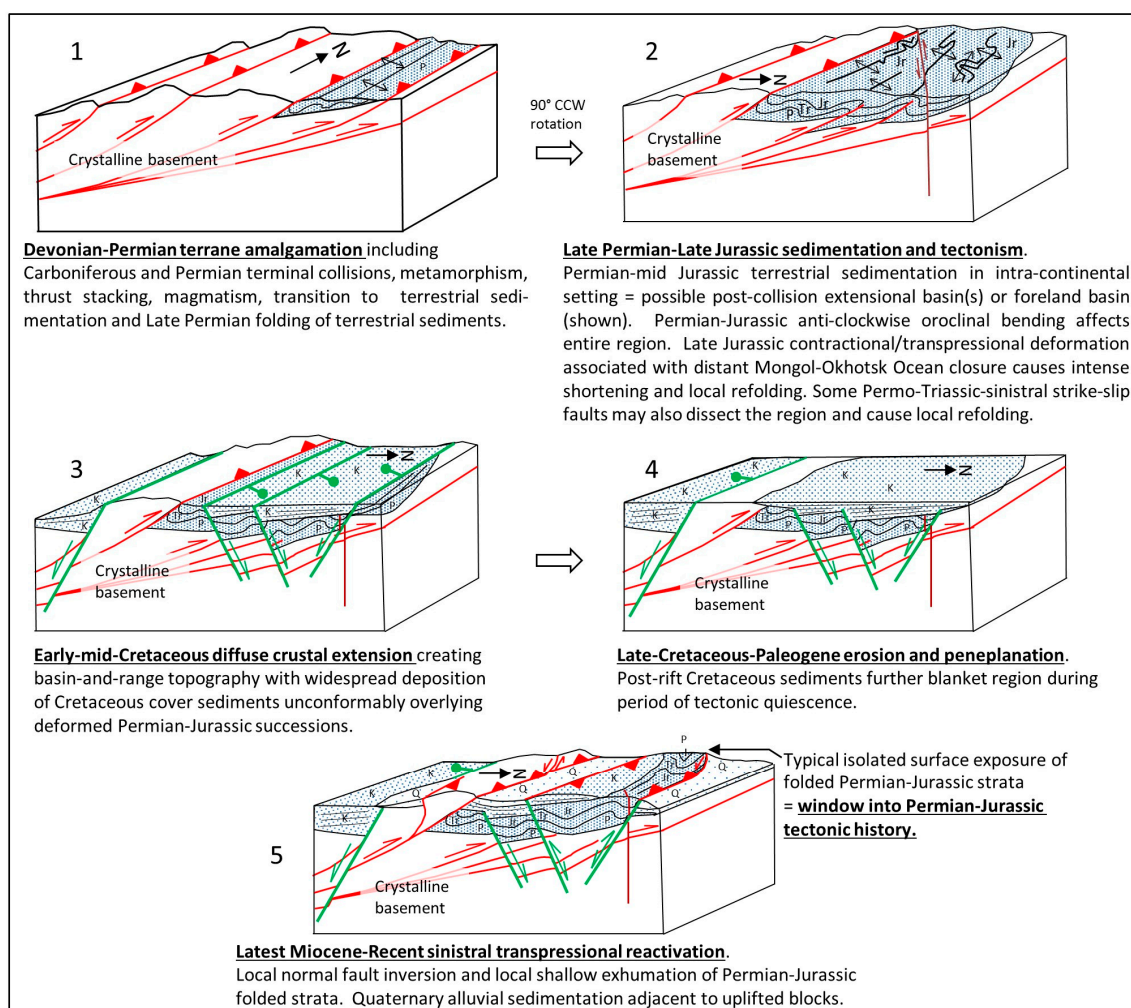 1
N
P
Crystalline basement
90° CCW
rotation
2
N
Jr
Jr
Jr
Tr
P
Crystalline
basement
Devonian-Permian terrane amalgamation including
Carboniferous and Permian terminal collisions, metamorphism,
thrust stacking, magmatism, transition to terrestrial sedi-
mentation and Late Permian folding of terrestrial sediments.
Late Permian-Late Jurassic sedimentation and tectonism.
Permian-mid Jurassic terrestrial sedimentation in intra-continental
setting = possible post-collision extensional basin(s) or foreland basin
(shown). Permian-Jurassic anti-clockwise oroclinal bending affects
entire region. Late Jurassic contractional/transpressional deformation
associated with distant Mongol-Okhotsk Ocean closure causes intense
shortening and local refolding. Some Permo-Triassic-sinistral strike-slip
faults may also dissect the region and cause local refolding.
3
N
K
K
K
K
K
K
Jr
P
P
P
Crystalline
basement
4
N
K
K
K
K
K
Jr
P
P
Crystalline
basement
Early-mid-Cretaceous diffuse crustal extension creating
basin-and-range topography with widespread deposition
of Cretaceous cover sediments unconformably overlying
deformed Permian-Jurassic successions.
Late-Cretaceous-Paleogene erosion and peneplanation.
Post-rift Cretaceous sediments further blanket region during
period of tectonic quiescence.
5
N
K
K
Q
Q
Q
K
Q
Q
P
Jr
Jr
Jr
Jr
P
P
P
Crystalline
basement
Typical isolated surface exposure of
folded Permian-Jurassic strata
= window into Permian-Jurassic
tectonic history.
Latest Miocene-Recent sinistral transpressional reactivation.
Local normal fault inversion and local shallow exhumation of Permian-Jurassic
folded strata. Quaternary alluvial sedimentation adjacent to uplifted blocks.